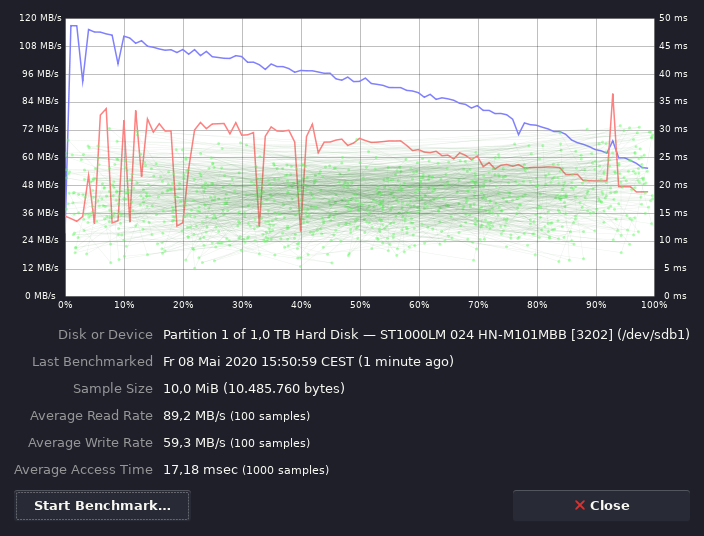 120 MB/s 50 ms
108 MB/s 45 ms
96 MB/s 40 ms
84 MB/s 35 ms
72 MB/s 30 ms
60 MB/s 25 ms
48 MB/s 20 ms
36 MB/s 15 ms
24 MB/s 10 ms
12 MB/s 5 ms
0 MB/s 0 ms
0% 10% 20% 30% 40% 50% 60% 70% 80% 90% 100%
Disk or Device Partition 1 of 1,0 TB Hard Disk — ST1000LM 024 HN-M101MBB [3202] (/dev/sdb1)
Last Benchmarked Fr 08 Mai 2020 15:50:59 CEST (1 minute ago)
Sample Size 10,0 MiB (10.485.760 bytes)
Average Read Rate 89,2 MB/s (100 samples)
Average Write Rate 59,3 MB/s (100 samples)
Average Access Time 17,18 msec (1000 samples)
Start Benchmark... Close